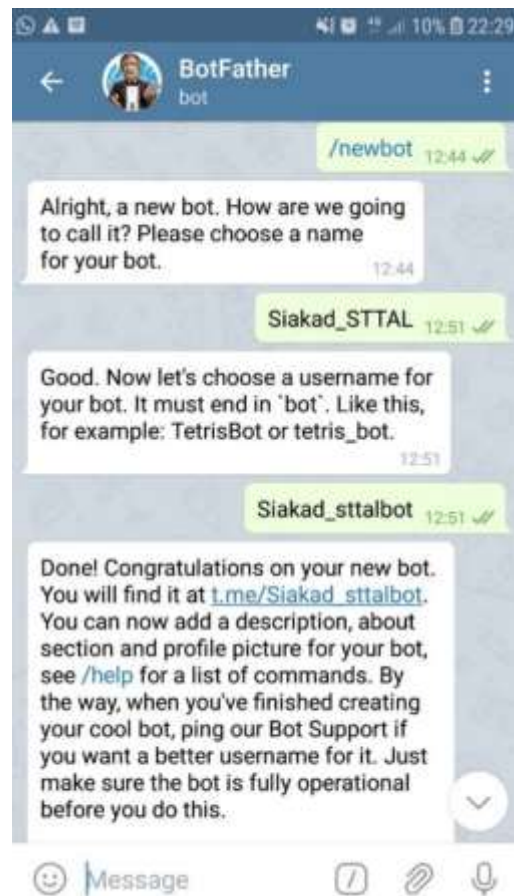 10% 22:29
BotFather
bot
/newbot 12:44
Alright, a new bot. How are we going
to call it? Please choose a name
for your bot.
12:44
Siakad_STTAL 12:51
Good. Now let's choose a username for
your bot. It must end in `bot`. Like this,
for example: TetrisBot or tetris_bot.
12:51
Siakad_sttalbot 12:51
Done! Congratulations on your new bot.
You will find it at t.me/Siakad_sttalbot.
You can now add a description, about
section and profile picture for your bot,
see /help for a list of commands. By
the way, when you've finished creating
your cool bot, ping our Bot Support if
you want a better username for it. Just
make sure the bot is fully operational
before you do this.
Message